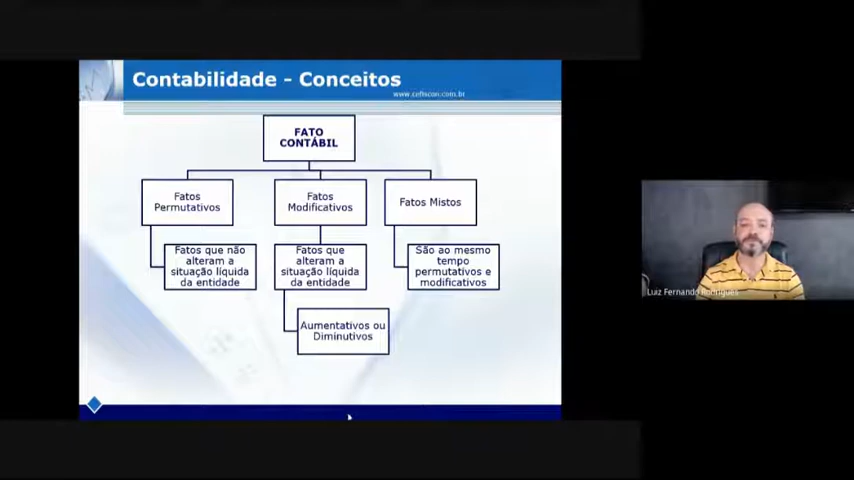 Contabilidade - Conceitos
www.cefiscon.com.br
FATO
CONTÁBIL
Fatos
Permutativos
Fatos
Modificativos
Fatos Mistos
Fatos que não
alteram a
situação líquida
da entidade
Fatos que
alteram a
situação líquida
da entidade
São ao mesmo
tempo
permutativos e
modificativos
Aumentativos ou
Diminutivos
Luiz Fernando Rodrigues